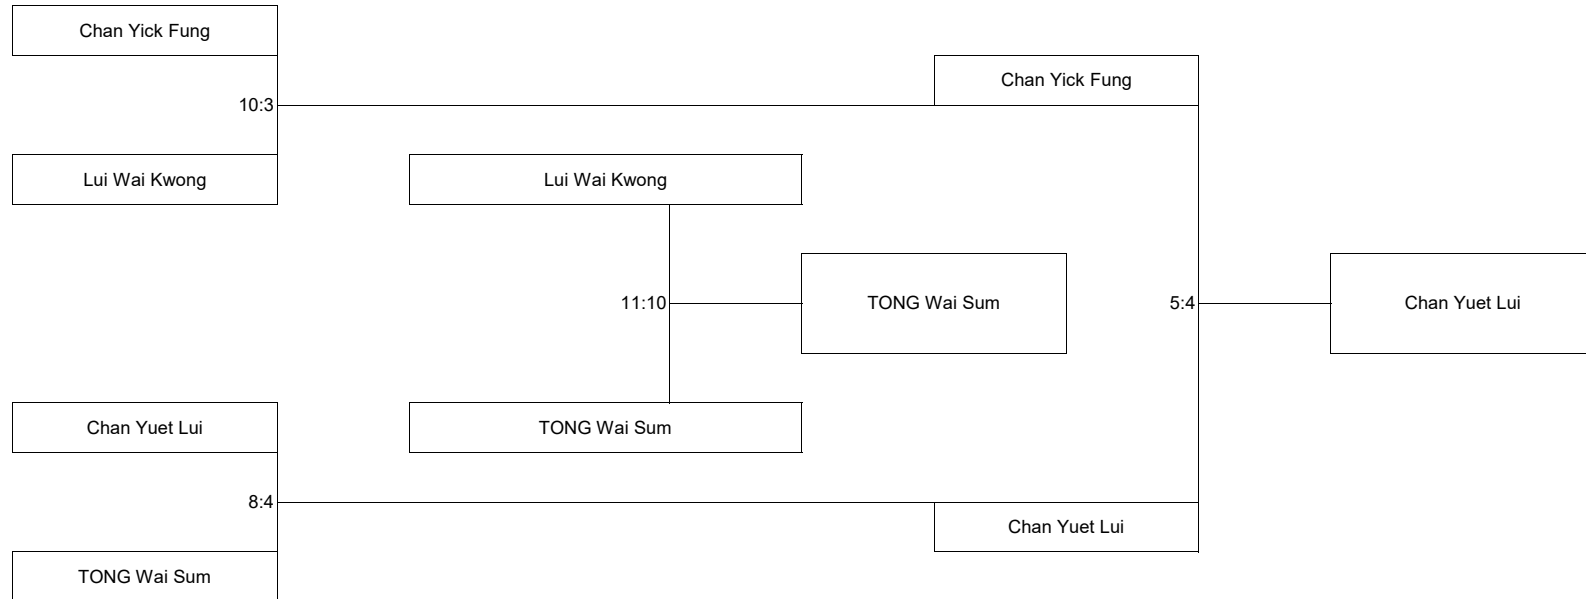 Chan Yick Fung
Chan Yick Fung
10:3
Lui Wai Kwong
Lui Wai Kwong
11:10
TONG Wai Sum
5:4
Chan Yuet Lui
Chan Yuet Lui
TONG Wai Sum
8:4
Chan Yuet Lui
TONG Wai Sum